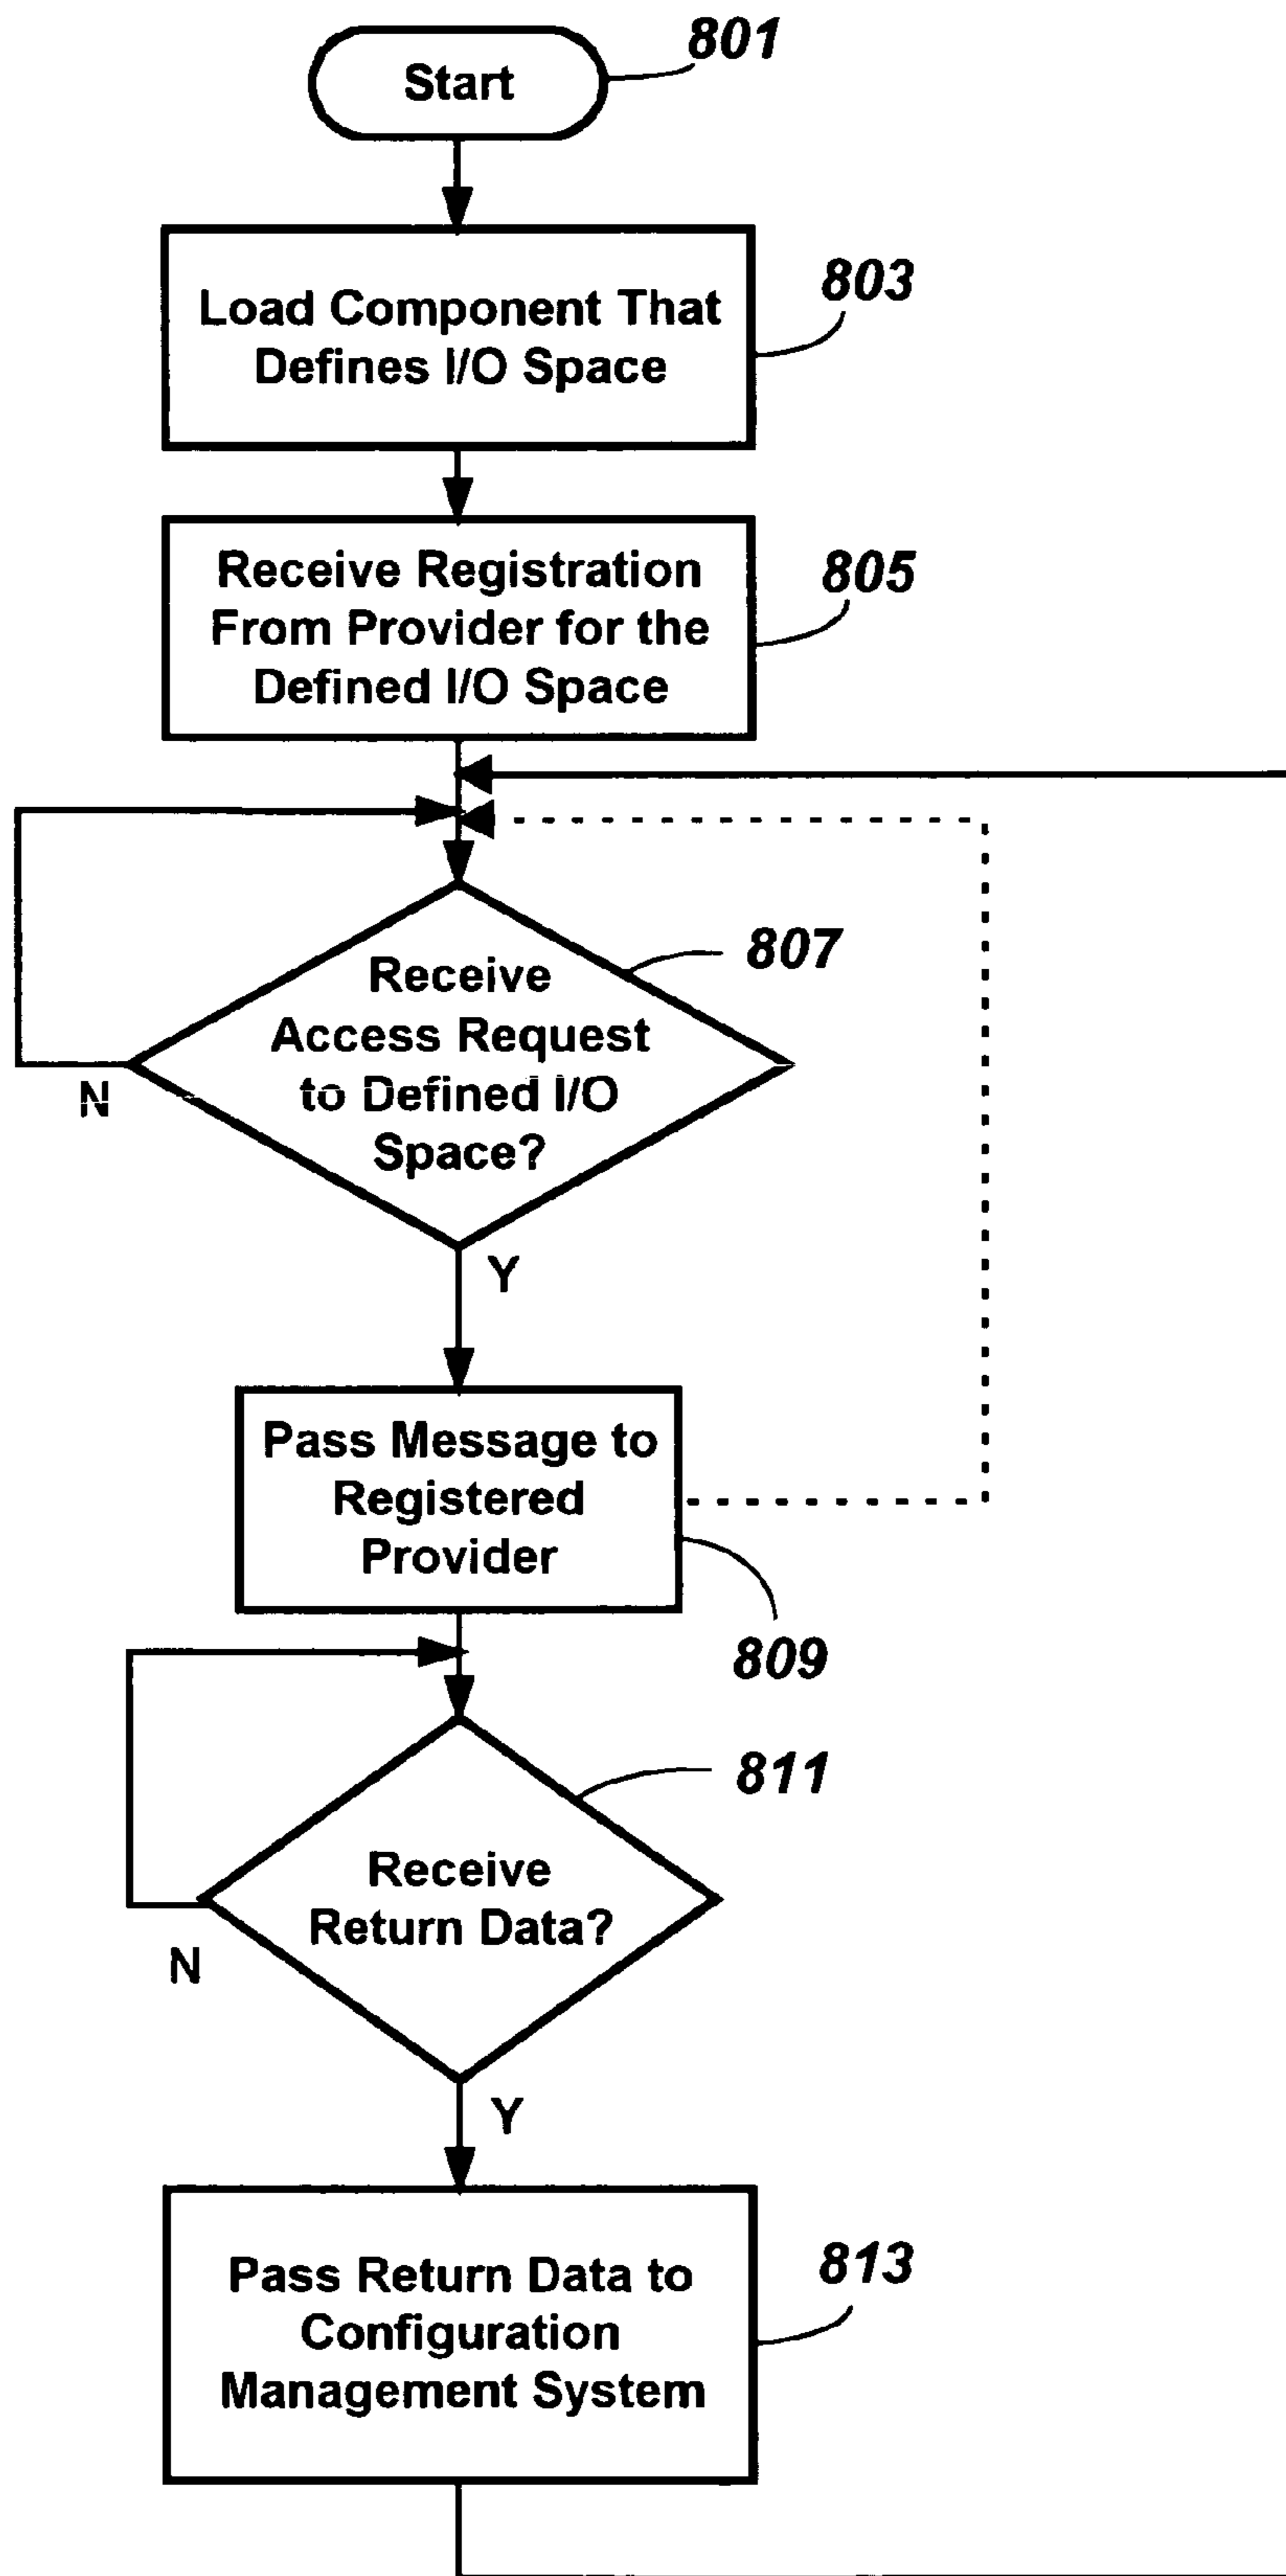 801
Start
803
Load Component That
Defines I/O Space
805
Receive Registration
From Provider for the
Defined I/O Space
807
Receive
Access Request
to Defined I/O
Space?
N
Y
Pass Message to
Registered
Provider
809
811
Receive
Return Data?
N
Y
813
Pass Return Data to
Configuration
Management System